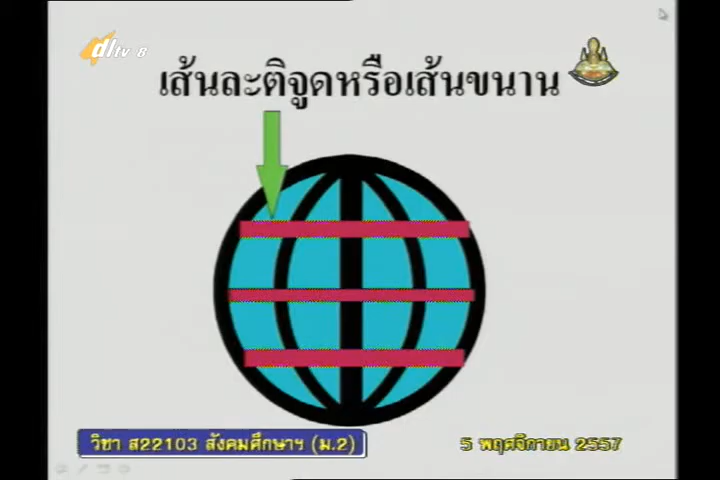 dltv 8
เส้นละติจูดหรือเส้นขนาน
วิชา ส22103 สังคมศึกษาฯ (ม.2)
5 พฤศจิกายน 2557